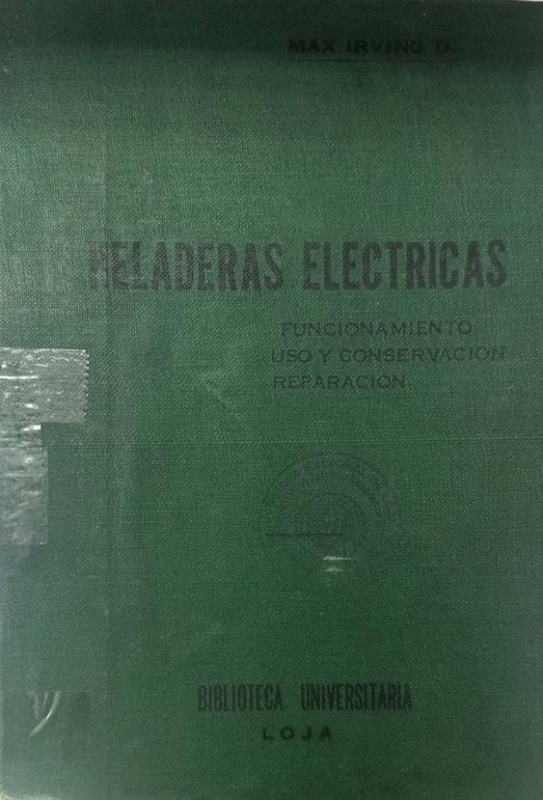 MAX IRVING D.
HELADERAS ELECTRICAS
FUNCIONAMIENTO
USO Y CONSERVACION
REPARACION
BIBLIOTECA UNIVERSITARIA
LOJA